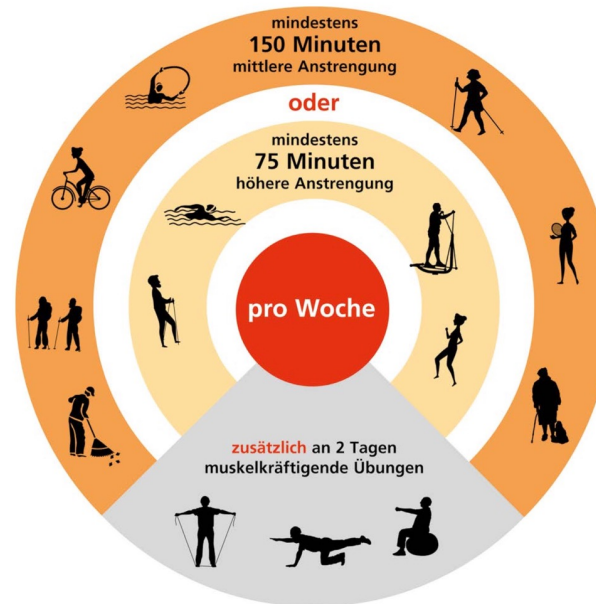 mindestens
150 Minuten
mittlere Anstrengung
oder
mindestens
75 Minuten
höhere Anstrengung
pro Woche
zusätzlich an 2 Tagen
muskelkräftigende Übungen